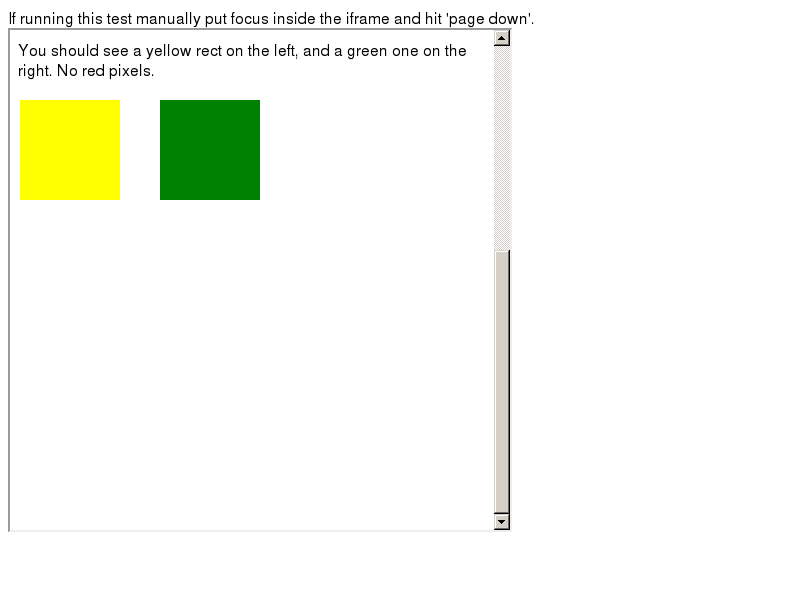 If running this test manually put focus inside the iframe and hit 'page down'.
You should see a yellow rect on the left, and a green one on the
right. No red pixels.